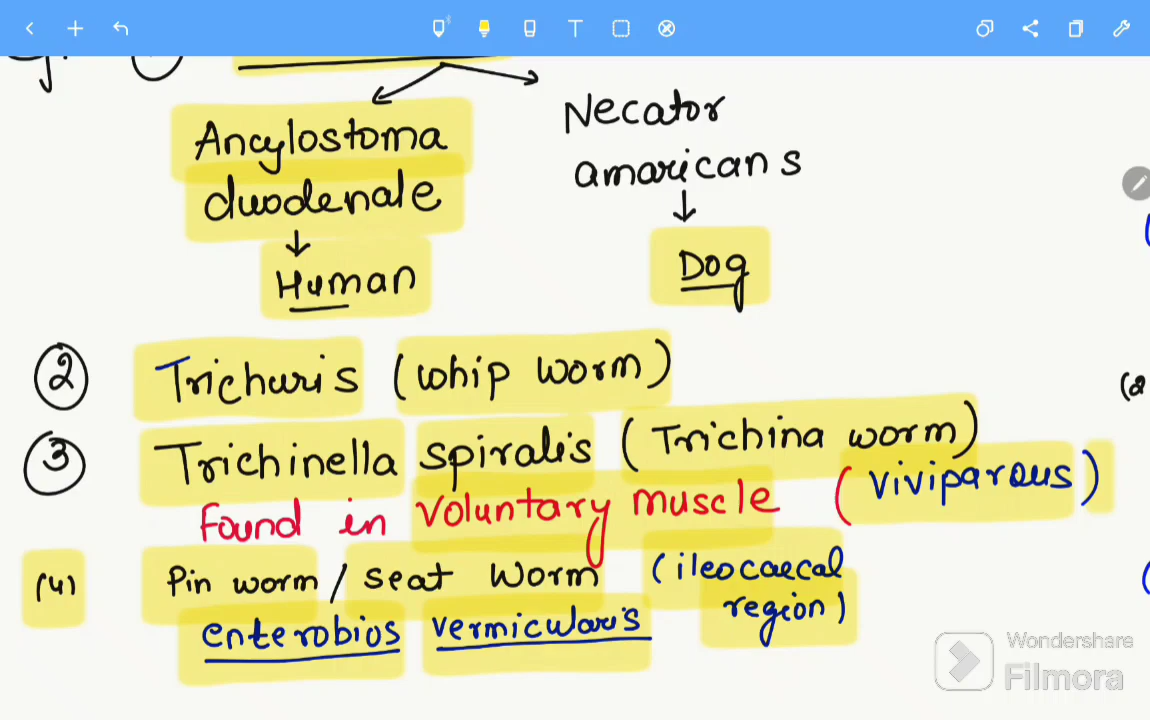 Ancylostoma
duodenale
Human
Necator
amaricans
Dog
2 Trichuris (whip worm)
3 Trichinella spiralis (Trichina worm)
Found in voluntary muscle (viviparous)
(4) Pin worm / seat worm (ileocaecal
region)
enterobios vermicularis
Wondershare
Filmora